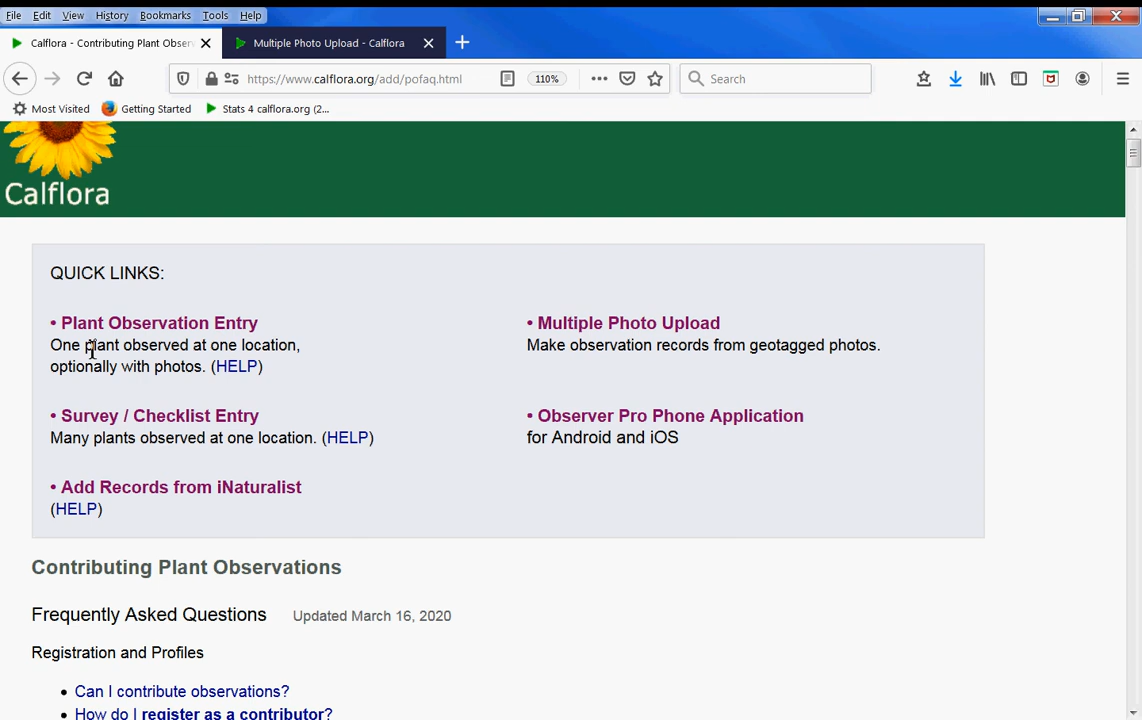 File Edit View History Bookmarks Tools Help
Calflora - Contributing Plant Obser
Multiple Photo Upload - Calflora
https://www.calflora.org/add/pofaq.html
110%
Search
Most Visited
Getting Started
Stats 4 calflora.org (2...
Calflora
QUICK LINKS:
• Plant Observation Entry
One plant observed at one location,
optionally with photos. (HELP)
• Multiple Photo Upload
Make observation records from geotagged photos.
• Survey / Checklist Entry
Many plants observed at one location. (HELP)
• Observer Pro Phone Application
for Android and iOS
• Add Records from iNaturalist
(HELP)
Contributing Plant Observations
Frequently Asked Questions Updated March 16, 2020
Registration and Profiles
• Can I contribute observations?
• How do I register as a contributor?